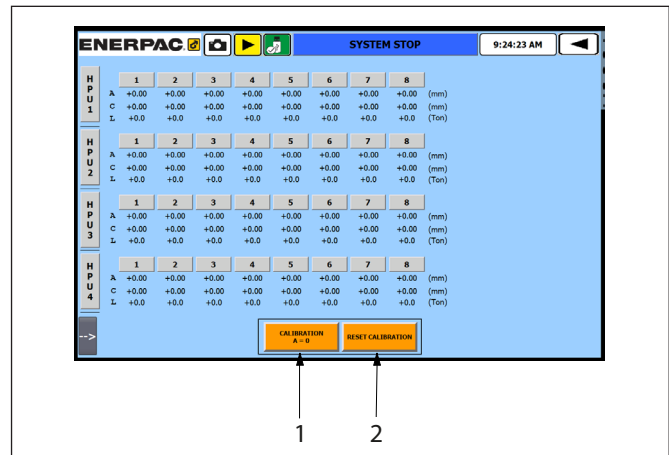 ENERPAC. SYSTEM STOP 9:24:23 AM
HPU1 1 2 3 4 5 6 7 8
A +0.00 +0.00 +0.00 +0.00 +0.00 +0.00 +0.00 +0.00 (mm)
C +0.00 +0.00 +0.00 +0.00 +0.00 +0.00 +0.00 +0.00 (mm)
L +0.0 +0.0 +0.0 +0.0 +0.0 +0.0 +0.0 +0.0 (Ton)
HPU2 1 2 3 4 5 6 7 8
A +0.00 +0.00 +0.00 +0.00 +0.00 +0.00 +0.00 +0.00 (mm)
C +0.00 +0.00 +0.00 +0.00 +0.00 +0.00 +0.00 +0.00 (mm)
L +0.0 +0.0 +0.0 +0.0 +0.0 +0.0 +0.0 +0.0 (Ton)
HPU3 1 2 3 4 5 6 7 8
A +0.00 +0.00 +0.00 +0.00 +0.00 +0.00 +0.00 +0.00 (mm)
C +0.00 +0.00 +0.00 +0.00 +0.00 +0.00 +0.00 +0.00 (mm)
L +0.0 +0.0 +0.0 +0.0 +0.0 +0.0 +0.0 +0.0 (Ton)
HPU4 1 2 3 4 5 6 7 8
A +0.00 +0.00 +0.00 +0.00 +0.00 +0.00 +0.00 +0.00 (mm)
C +0.00 +0.00 +0.00 +0.00 +0.00 +0.00 +0.00 +0.00 (mm)
L +0.0 +0.0 +0.0 +0.0 +0.0 +0.0 +0.0 +0.0 (Ton)
-->
CALIBRATION
A = 0
RESET CALIBRATION
1 2